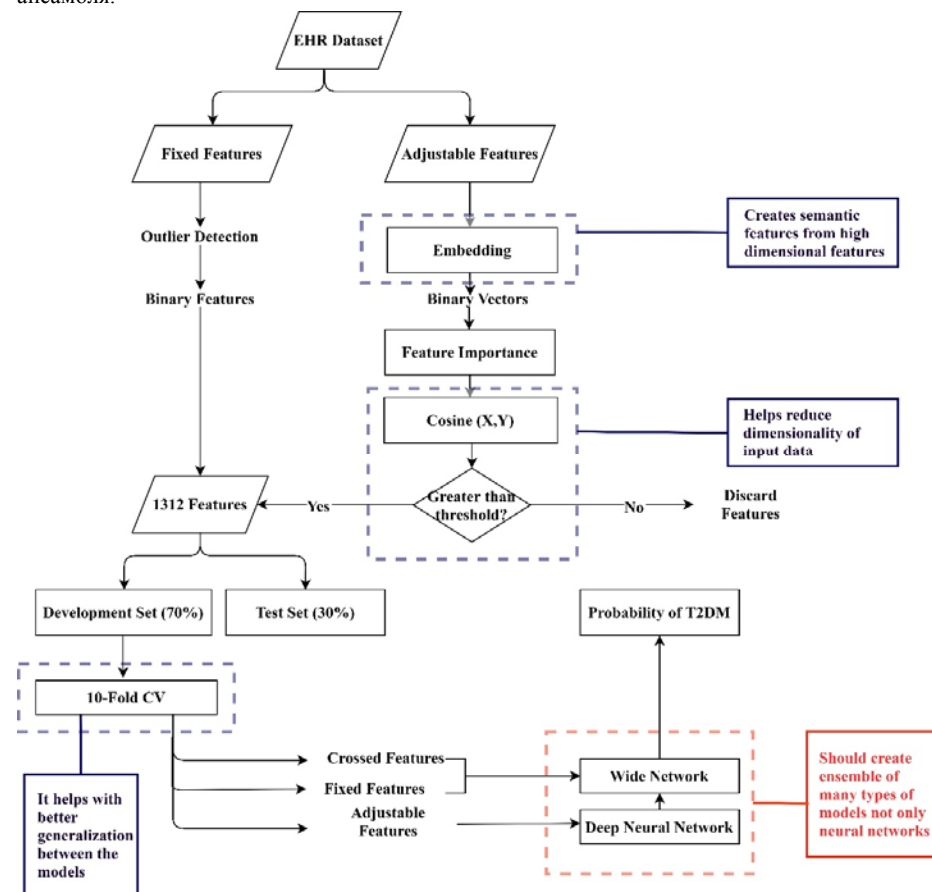 EHR Dataset
Fixed Features
Adjustable Features
Outlier Detection
Embedding
Creates semantic
features from high
dimensional features
Binary Features
Binary Vectors
Feature Importance
Cosine (X,Y)
Helps reduce
dimensionality of
input data
1312 Features
Yes
Greater than
threshold?
No
Discard
Features
Development Set (70%)
Test Set (30%)
Probability of T2DM
10-Fold CV
It helps with
better
generalization
between the
models
Crossed Features
Fixed Features
Adjustable
Features
Wide Network
Deep Neural Network
Should create
ensemble of
many types of
models not only
neural networks